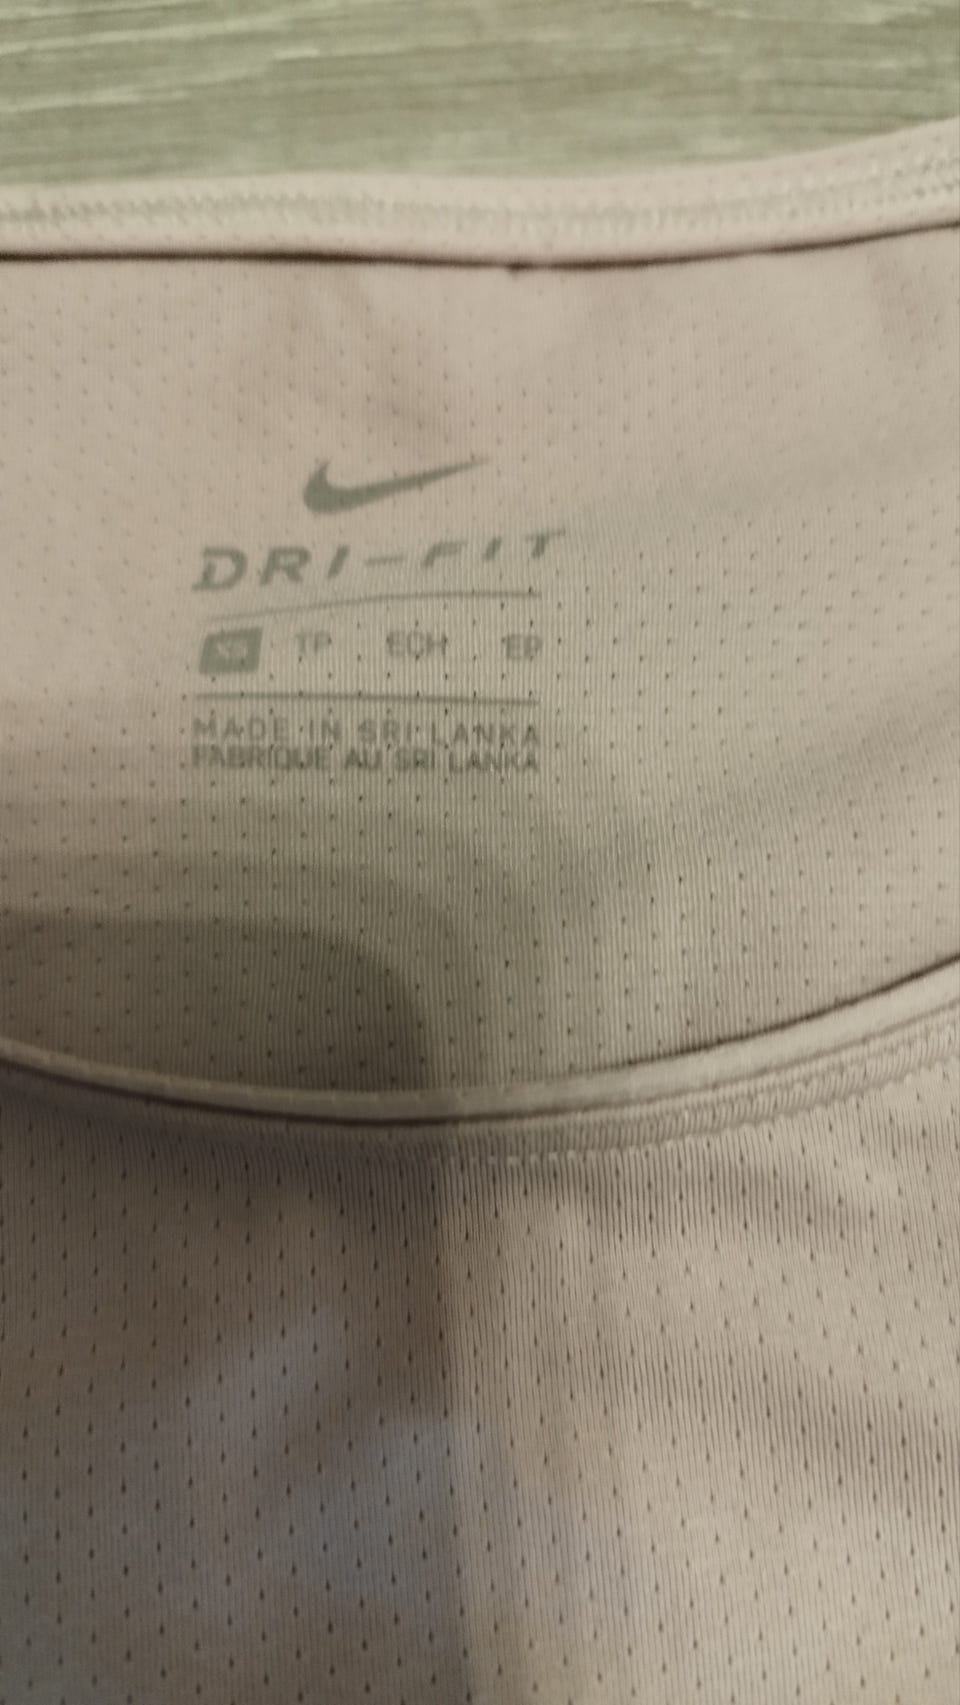 DRI-FIT
XS TP ECH EP
MADE IN SRI LANKA
FABRIQUE AU SRI LANKA